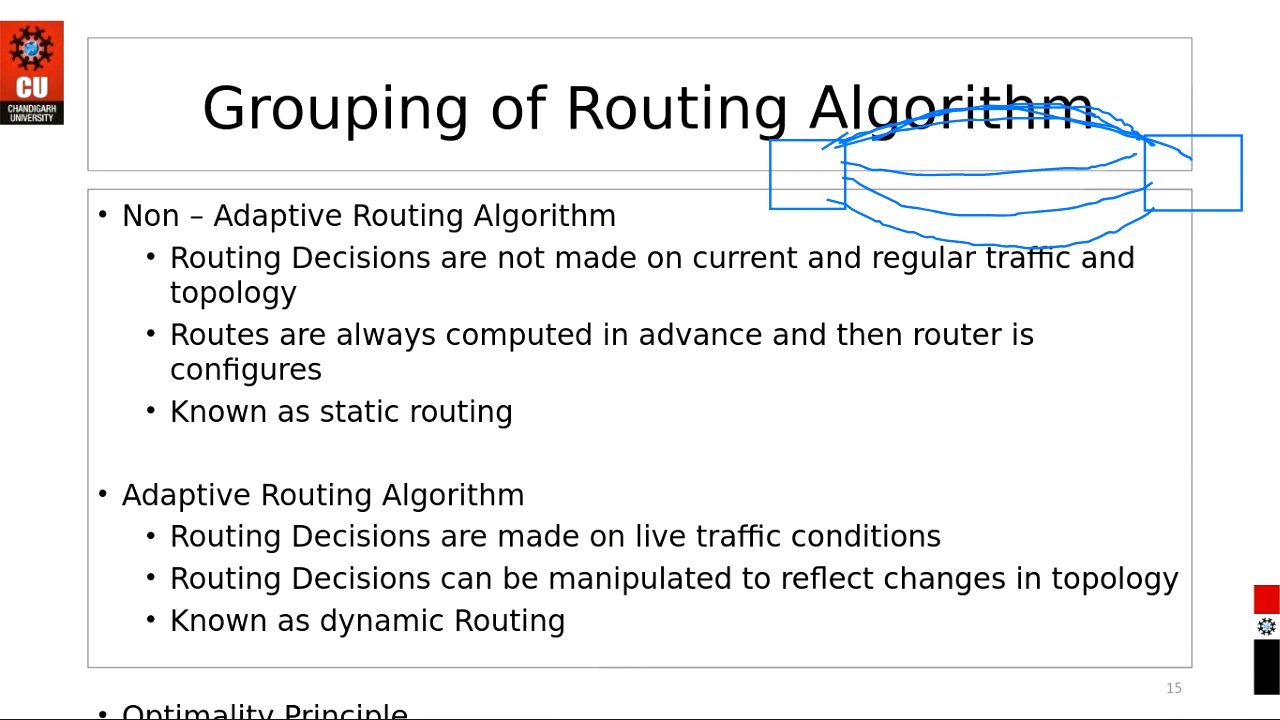 CU
CHANDIGARH
UNIVERSITY
Grouping of Routing Algorithm
• Non – Adaptive Routing Algorithm
• Routing Decisions are not made on current and regular traffic and
topology
• Routes are always computed in advance and then router is
configures
• Known as static routing
• Adaptive Routing Algorithm
• Routing Decisions are made on live traffic conditions
• Routing Decisions can be manipulated to reflect changes in topology
• Known as dynamic Routing
15
• Optimality Principle